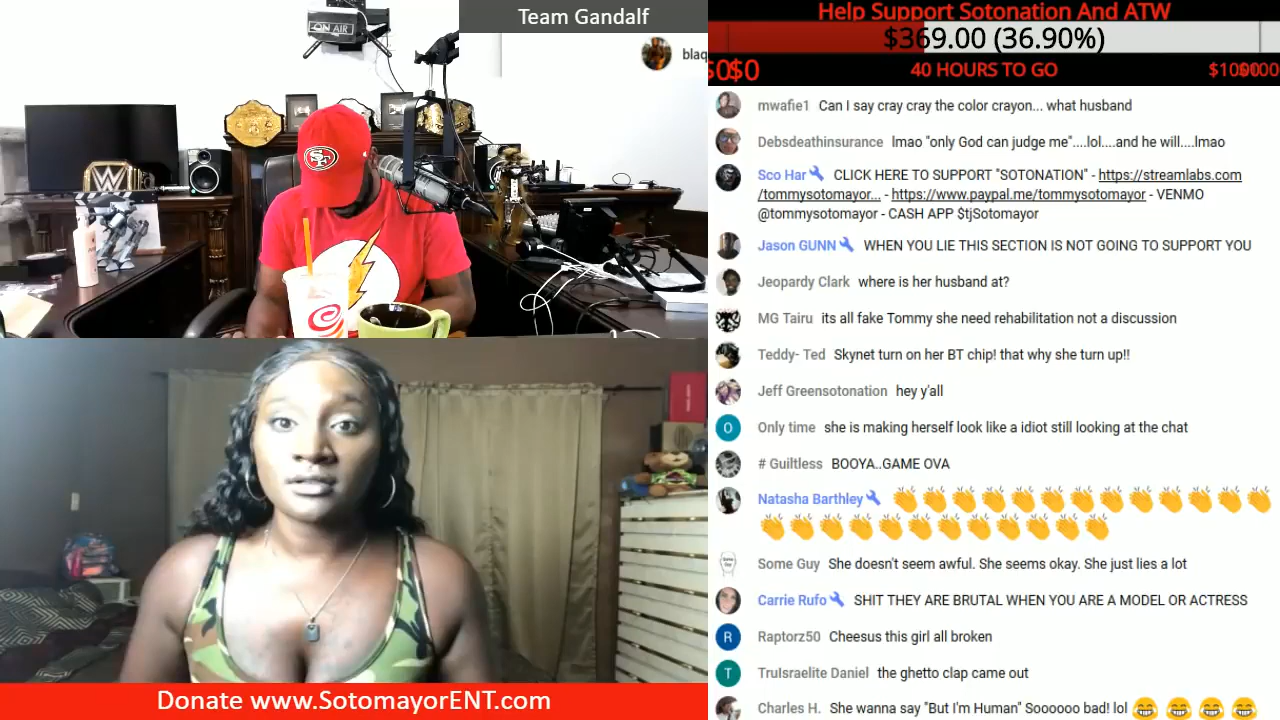 Team Gandalf
blaq
ON AIR
SF
W
Donate www.SotomayorENT.com
Help Support Sotonation And ATW
$369.00 (36.90%)
40 HOURS TO GO
mwafie1 Can I say cray cray the color crayon... what husband
Debsdeathinsurance lmao "only God can judge me"....lol....and he will....lmao
Sco Har CLICK HERE TO SUPPORT "SOTONATION" - https://streamlabs.com
/tommysotomayor... - https://www.paypal.me/tommysotomayor - VENMO
@tommysotomayor - CASH APP $tjSotomayor
Jason GUNN WHEN YOU LIE THIS SECTION IS NOT GOING TO SUPPORT YOU
Jeopardy Clark where is her husband at?
MG Tairu its all fake Tommy she need rehabilitation not a discussion
Teddy- Ted Skynet turn on her BT chip! that why she turn up!!
Jeff Greensotonation hey y'all
O Only time she is making herself look like a idiot still looking at the chat
# Guiltless BOOYA..GAME OVA
Natasha Barthley 👏👏👏👏👏👏👏👏👏👏👏👏👏
👏👏👏👏👏👏👏👏👏👏👏👏
Some Guy She doesn't seem awful. She seems okay. She just lies a lot
Carrie Rufo SHIT THEY ARE BRUTAL WHEN YOU ARE A MODEL OR ACTRESS
R Raptorz50 Cheesus this girl all broken
T TruIsraelite Daniel the ghetto clap came out
Charles H. She wanna say "But I'm Human" Soooooo bad! lol 😂 😂 😂 😂